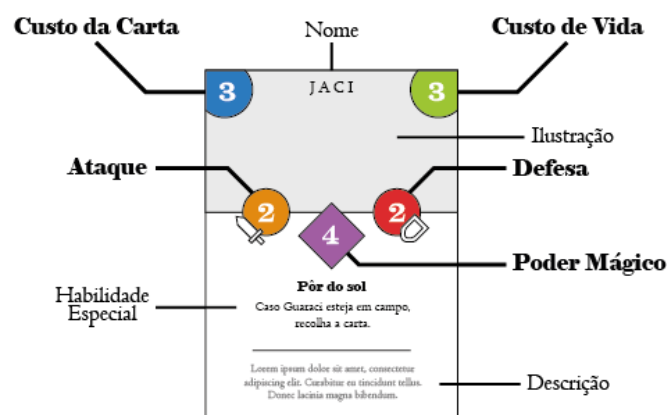 Custo da Carta
Nome
Custo de Vida
3
JACI
3
Ilustração
Ataque
Defesa
2
2
4
Poder Mágico
Pôr do sol
Habilidade
Especial
Caso Guaraci esteja em campo,
recolha a carta.
Lorem ipsum dolor sit amet, consectetur
adipiscing elit. Curabitur eu tincidunt tellus.
Donec lacinia magna bibendum.
Descrição